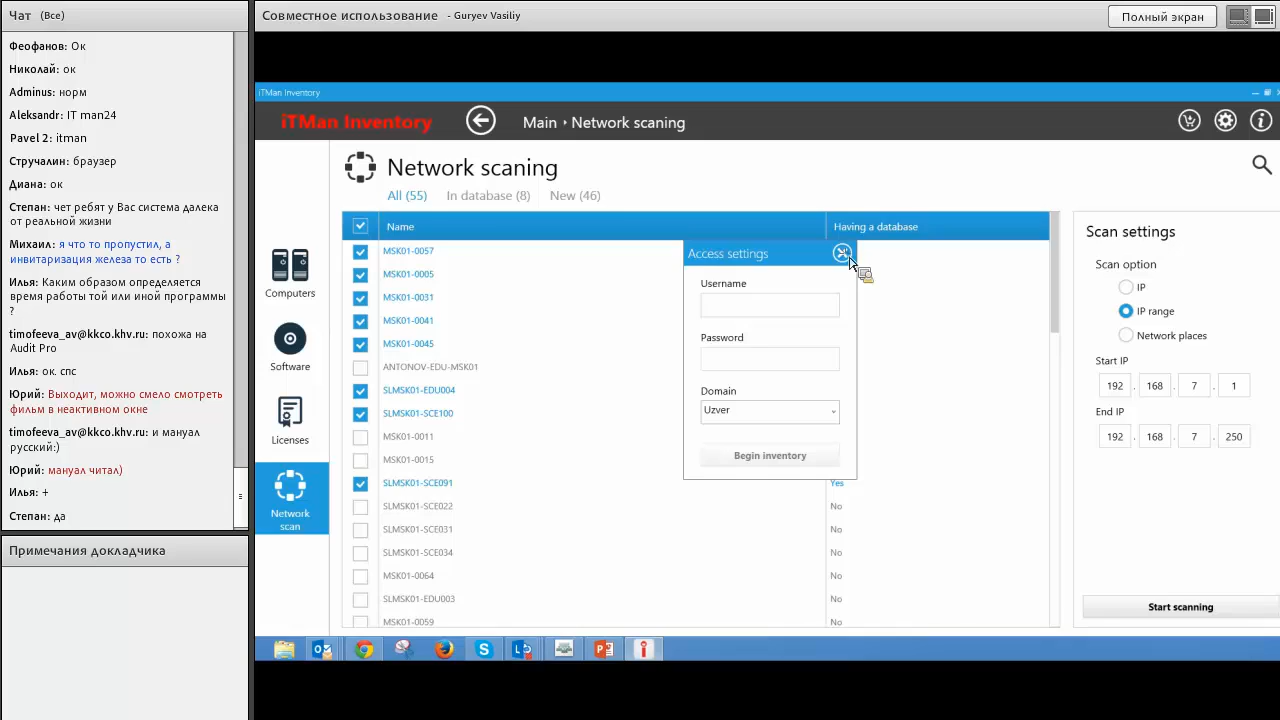 Чат (Все)
Феофанов: Ок
Николай: ок
Adminus: норм
Aleksandr: IT man24
Pavel 2: itman
Стручалин: браузер
Диана: ок
Степан: чет ребят у Вас система далека
от реальной жизни
Михаил: я что то пропустил, а
инвитаризация железа то есть ?
Илья: Каким образом определяется
время работы той или иной программы
?
timofeeva_av@kkco.khv.ru: похожа на
Audit Pro
Илья: ок. спс
Юрий: Выходит, можно смело смотреть
фильм в неактивном окне
timofeeva_av@kkco.khv.ru: и мануал
русский:)
Юрий: мануал читал)
Илья: +
Степан: да
Примечания докладчика
Совместное использование - Guryev Vasiliy
Полный экран
iTMan Inventory
iTMan Inventory
Main • Network scanning
Network scaning
All (55) In database (8) New (46)
Computers
Software
Licenses
Network
scan
Name Having a database
MSK01-0057
MSK01-0005
MSK01-0031
MSK01-0041
MSK01-0045
ANTONOV-EDU-MSK01
SLMSK01-EDU004
SLMSK01-SCE100
MSK01-0011
MSK01-0015
SLMSK01-SCE091 Yes
SLMSK01-SCE022 No
SLMSK01-SCE031 No
SLMSK01-SCE034 No
MSK01-0064 No
SLMSK01-EDU003 No
MSK01-0059 No
Access settings
Username
Password
Domain
Uzver
Begin inventory
Scan settings
Scan option
IP
IP range
Network places
Start IP
192 . 168 . 7 . 1
End IP
192 . 168 . 7 . 250
Start scanning